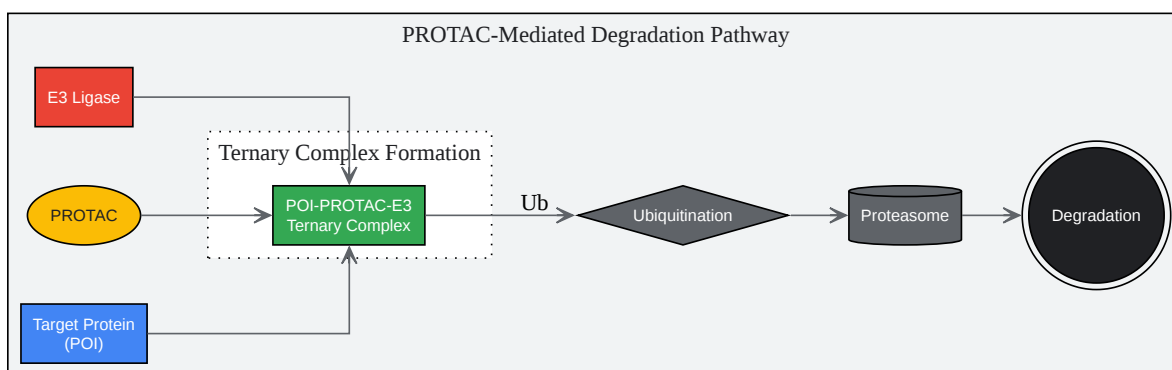 PROTAC-Mediated Degradation Pathway
E3 Ligase
Ternary Complex Formation
PROTAC
POI-PROTAC-E3
Ternary Complex
Ub
Ubiquitination
Proteasome
Degradation
Target Protein
(POI)